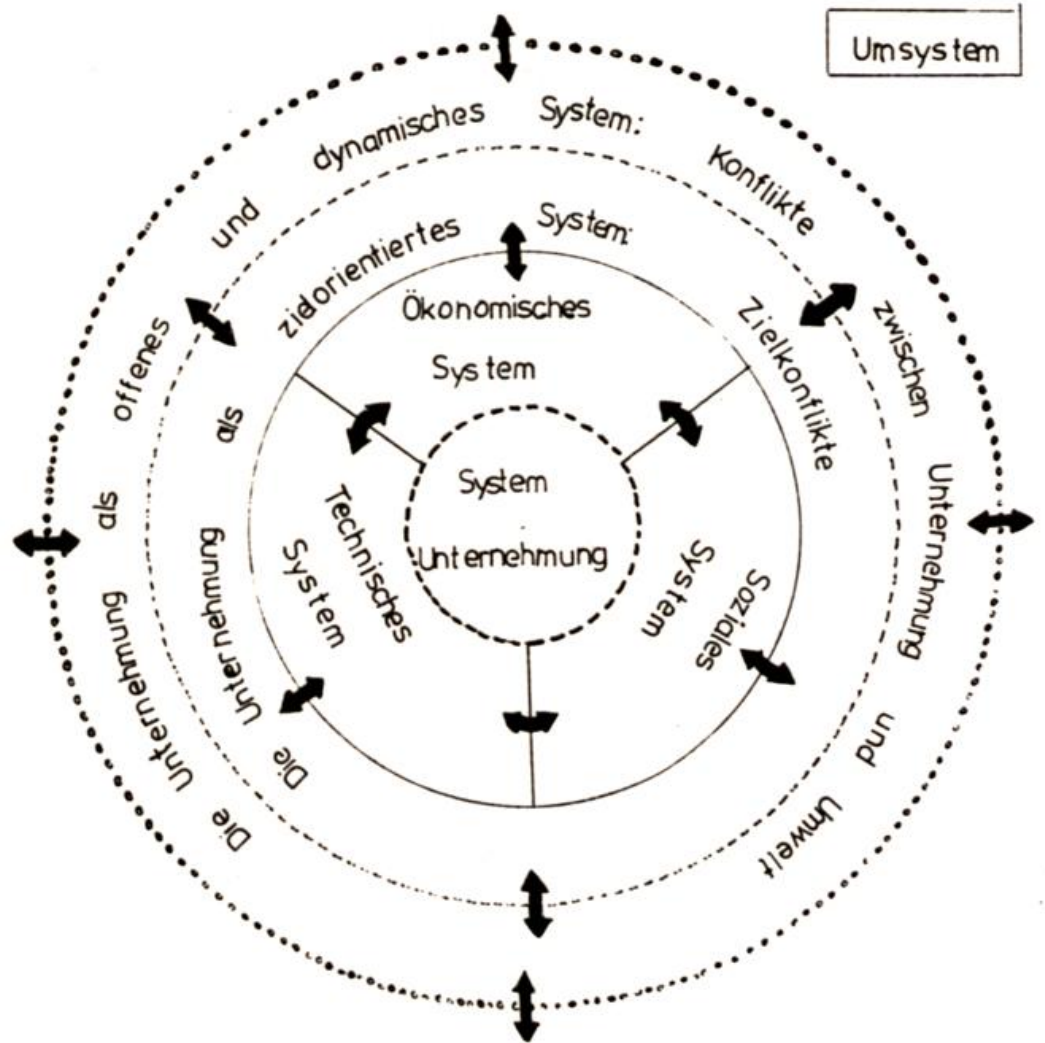 Umsystem
Die Unternehmung als offenes und dynamisches System: Konflikte zwischen Unternehmung und Umwelt
Die Unternehmung als zielorientiertes System: Zielkonflikte
Ökonomisches
System
Technisches
System
Soziales
System
System
Unternehmung